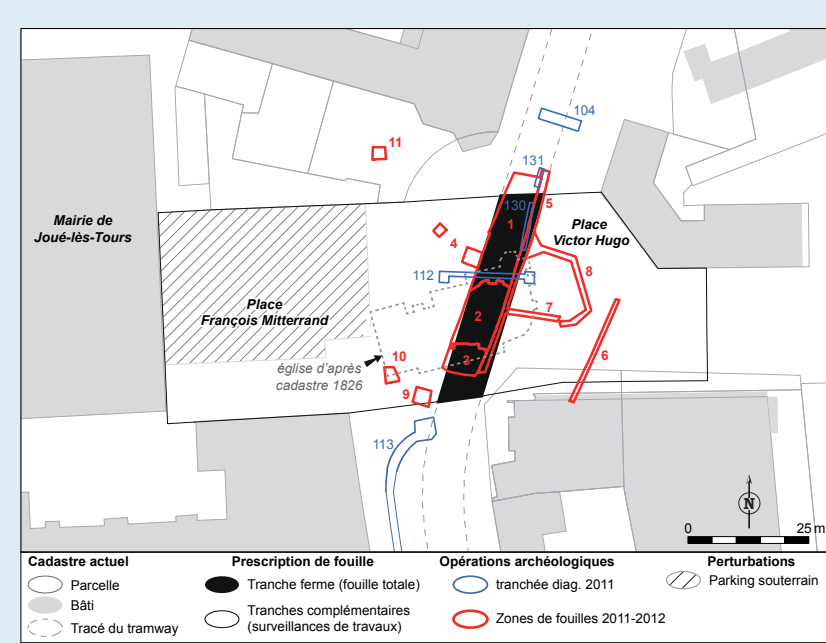 104
11
131
130
5
1
Mairie de
Joué-lès-Tours
Place
Victor Hugo
4
8
112
Place
François Mitterrand
7
2
6
3
église d'après
cadastre 1826
10
9
113
N
0
25 m
Cadastre actuel
Parcelle
Bâti
Tracé du tramway
Prescription de fouille
Tranche ferme (fouille totale)
Tranches complémentaires
(surveillances de travaux)
Opérations archéologiques
tranchée diag. 2011
Zones de fouilles 2011-2012
Perturbations
Parking souterrain